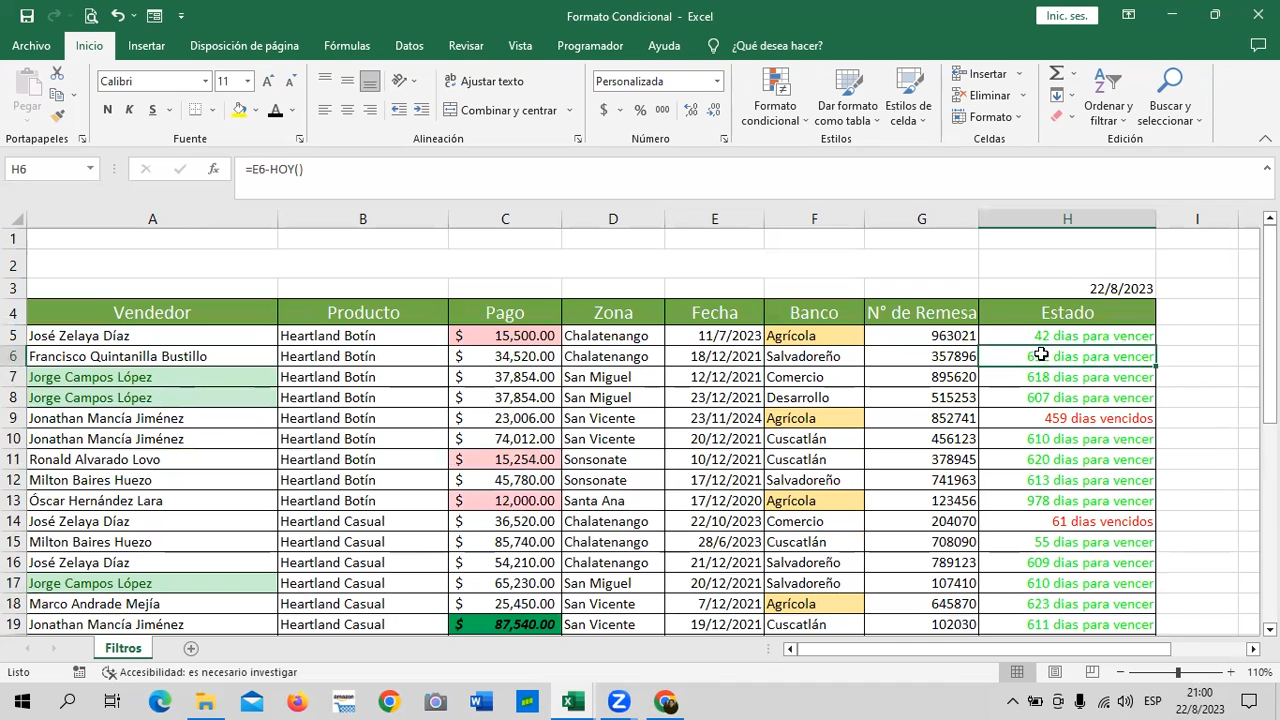 Formato Condicional - Excel
Inic. ses.
Archivo Inicio Insertar Disposición de página Fórmulas Datos Revisar Vista Programador Ayuda ¿Qué desea hacer?
Pegar
Calibri 11
N K S
Ajustar texto
Combinar y centrar
Personalizada
$ % 000
Formato condicional
Dar formato como tabla
Estilos de celda
Insertar
Eliminar
Formato
Ordenar y filtrar
Buscar y seleccionar
Portapapeles Fuente Alineación Número Estilos Celdas Edición
H6 fx =E6-HOY()
A B C D E F G H I
1
2
3 22/8/2023
4 Vendedor Producto Pago Zona Fecha Banco N° de Remesa Estado
5 José Zelaya Díaz Heartland Botín $ 15,500.00 Chalatenango 11/7/2023 Agrícola 963021 42 dias para vencer
6 Francisco Quintanilla Bustillo Heartland Botín $ 34,520.00 Chalatenango 18/12/2021 Salvadoreño 357896 dias para vencer
7 Jorge Campos López Heartland Botín $ 37,854.00 San Miguel 12/12/2021 Comercio 895620 618 dias para vencer
8 Jorge Campos López Heartland Botín $ 37,854.00 San Miguel 23/12/2021 Desarrollo 515253 607 dias para vencer
9 Jonathan Mancía Jiménez Heartland Botín $ 23,006.00 San Vicente 23/11/2024 Agrícola 852741 459 dias vencidos
10 Jonathan Mancía Jiménez Heartland Botín $ 74,012.00 San Vicente 20/12/2021 Cuscatlán 456123 610 dias para vencer
11 Ronald Alvarado Lovo Heartland Botín $ 15,254.00 Sonsonate 10/12/2021 Cuscatlán 378945 620 dias para vencer
12 Milton Baires Huezo Heartland Botín $ 45,780.00 Sonsonate 17/12/2021 Salvadoreño 741963 613 dias para vencer
13 Óscar Hernández Lara Heartland Botín $ 12,000.00 Santa Ana 17/12/2020 Agrícola 123456 978 dias para vencer
14 José Zelaya Díaz Heartland Casual $ 36,520.00 Chalatenango 22/10/2023 Comercio 204070 61 dias vencidos
15 Milton Baires Huezo Heartland Casual $ 85,740.00 Chalatenango 28/6/2023 Cuscatlán 708090 55 dias para vencer
16 José Zelaya Díaz Heartland Casual $ 54,210.00 Chalatenango 21/12/2021 Salvadoreño 789123 609 dias para vencer
17 Jorge Campos López Heartland Casual $ 65,230.00 San Miguel 20/12/2021 Salvadoreño 107410 610 dias para vencer
18 Marco Andrade Mejía Heartland Casual $ 25,450.00 San Vicente 7/12/2021 Agrícola 645870 623 dias para vencer
19 Jonathan Mancía Jiménez Heartland Casual $ 87,540.00 San Vicente 19/12/2021 Cuscatlán 102030 611 dias para vencer
Filtros
Listo Accesibilidad: es necesario investigar 110%
ESP
21:00
22/8/2023